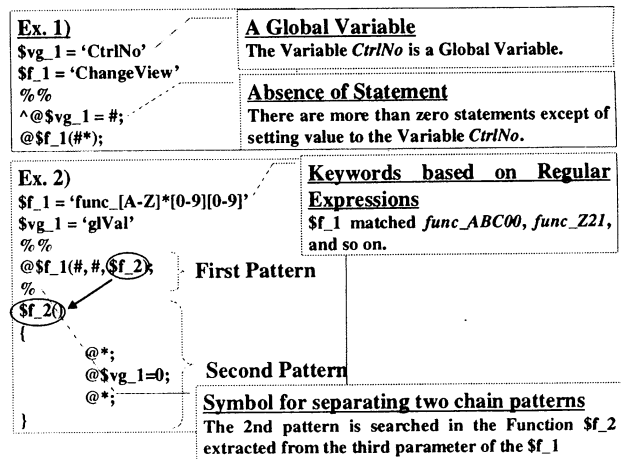 Ex. 1)
$vg_1 = ‘CtrlNo’
$f_1 = ‘ChangeView’
%%
^@$vg_1 = #;
@$f_1(#*);
A Global Variable
The Variable CtrlNo is a Global Variable.
Absence of Statement
There are more than zero statements except of
setting value to the Variable CtrlNo.
Ex. 2)
$f_1 = ‘func_[A-Z]*[0-9][0-9]’
$vg_1 = ‘glVal’
%%
@$f_1(#, #, $f_2);
%
$f_2()
{
@*;
@$vg_1=0;
@*;
}
Keywords based on Regular
Expressions
$f_1 matched func_ABC00, func_Z21,
and so on.
First Pattern
Second Pattern
Symbol for separating two chain patterns
The 2nd pattern is searched in the Function $f_2
extracted from the third parameter of the $f_1